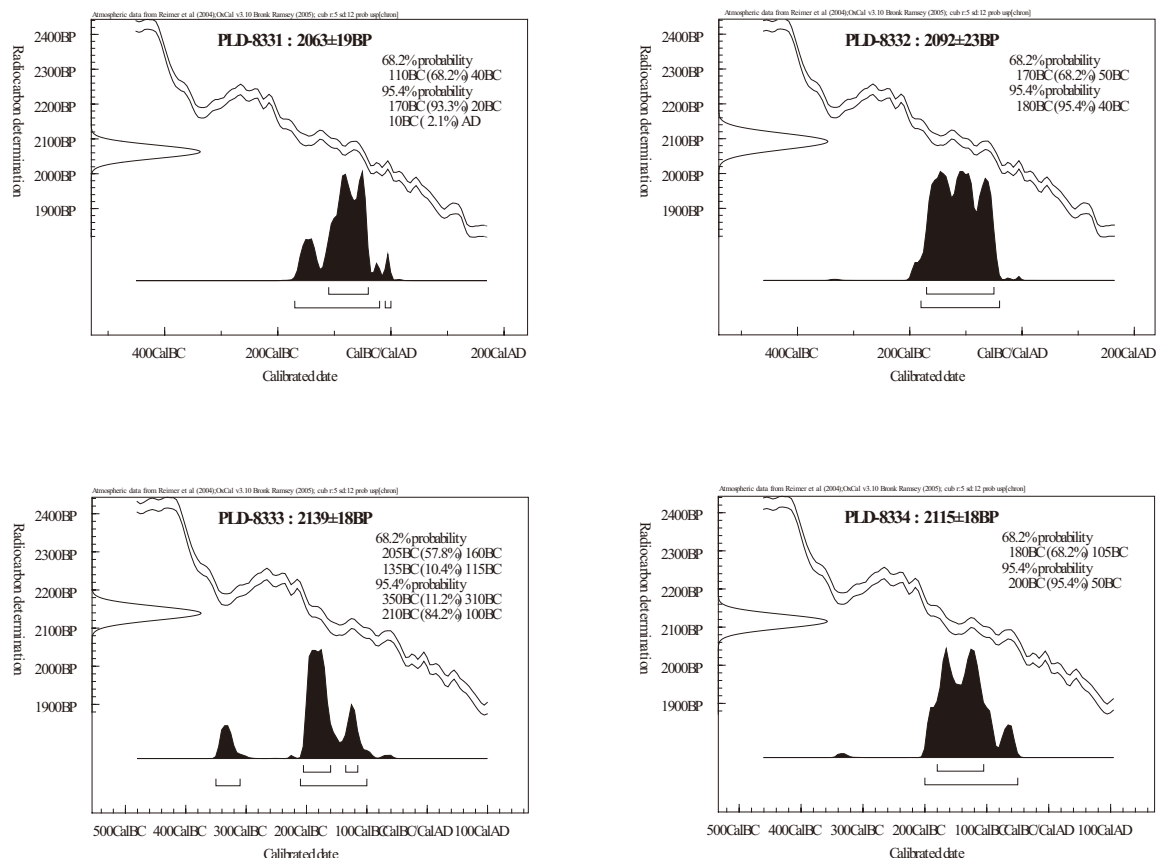 Atmospheric data from Reimer et al (2004);OxCal v3.10 Bronk Ramsey (2005); cub r:5 sd:12 prob usp[chron]
PLD-8331 : 2063±19BP
68.2% probability
110BC (68.2%) 40BC
95.4% probability
170BC (93.3%) 20BC
10BC ( 2.1%) AD
Radiocarbon determination
2400BP
2300BP
2200BP
2100BP
2000BP
1900BP
400CalBC 200CalBC CalBC/CalAD 200CalAD
Calibrated date
Atmospheric data from Reimer et al (2004);OxCal v3.10 Bronk Ramsey (2005); cub r:5 sd:12 prob usp[chron]
PLD-8332 : 2092±23BP
68.2% probability
170BC (68.2%) 50BC
95.4% probability
180BC (95.4%) 40BC
Radiocarbon determination
2400BP
2300BP
2200BP
2100BP
2000BP
1900BP
400CalBC 200CalBC CalBC/CalAD 200CalAD
Calibrated date
Atmospheric data from Reimer et al (2004);OxCal v3.10 Bronk Ramsey (2005); cub r:5 sd:12 prob usp[chron]
PLD-8333 : 2139±18BP
68.2% probability
205BC (57.8%) 160BC
135BC (10.4%) 115BC
95.4% probability
350BC (11.2%) 310BC
210BC (84.2%) 100BC
Radiocarbon determination
2400BP
2300BP
2200BP
2100BP
2000BP
1900BP
500CalBC 400CalBC 300CalBC 200CalBC 100CalBC CalBC/CalAD 100CalAD
Calibrated date
Atmospheric data from Reimer et al (2004);OxCal v3.10 Bronk Ramsey (2005); cub r:5 sd:12 prob usp[chron]
PLD-8334 : 2115±18BP
68.2% probability
180BC (68.2%) 105BC
95.4% probability
200BC (95.4%) 50BC
Radiocarbon determination
2400BP
2300BP
2200BP
2100BP
2000BP
1900BP
500CalBC 400CalBC 300CalBC 200CalBC 100CalBC CalBC/CalAD 100CalAD
Calibrated date